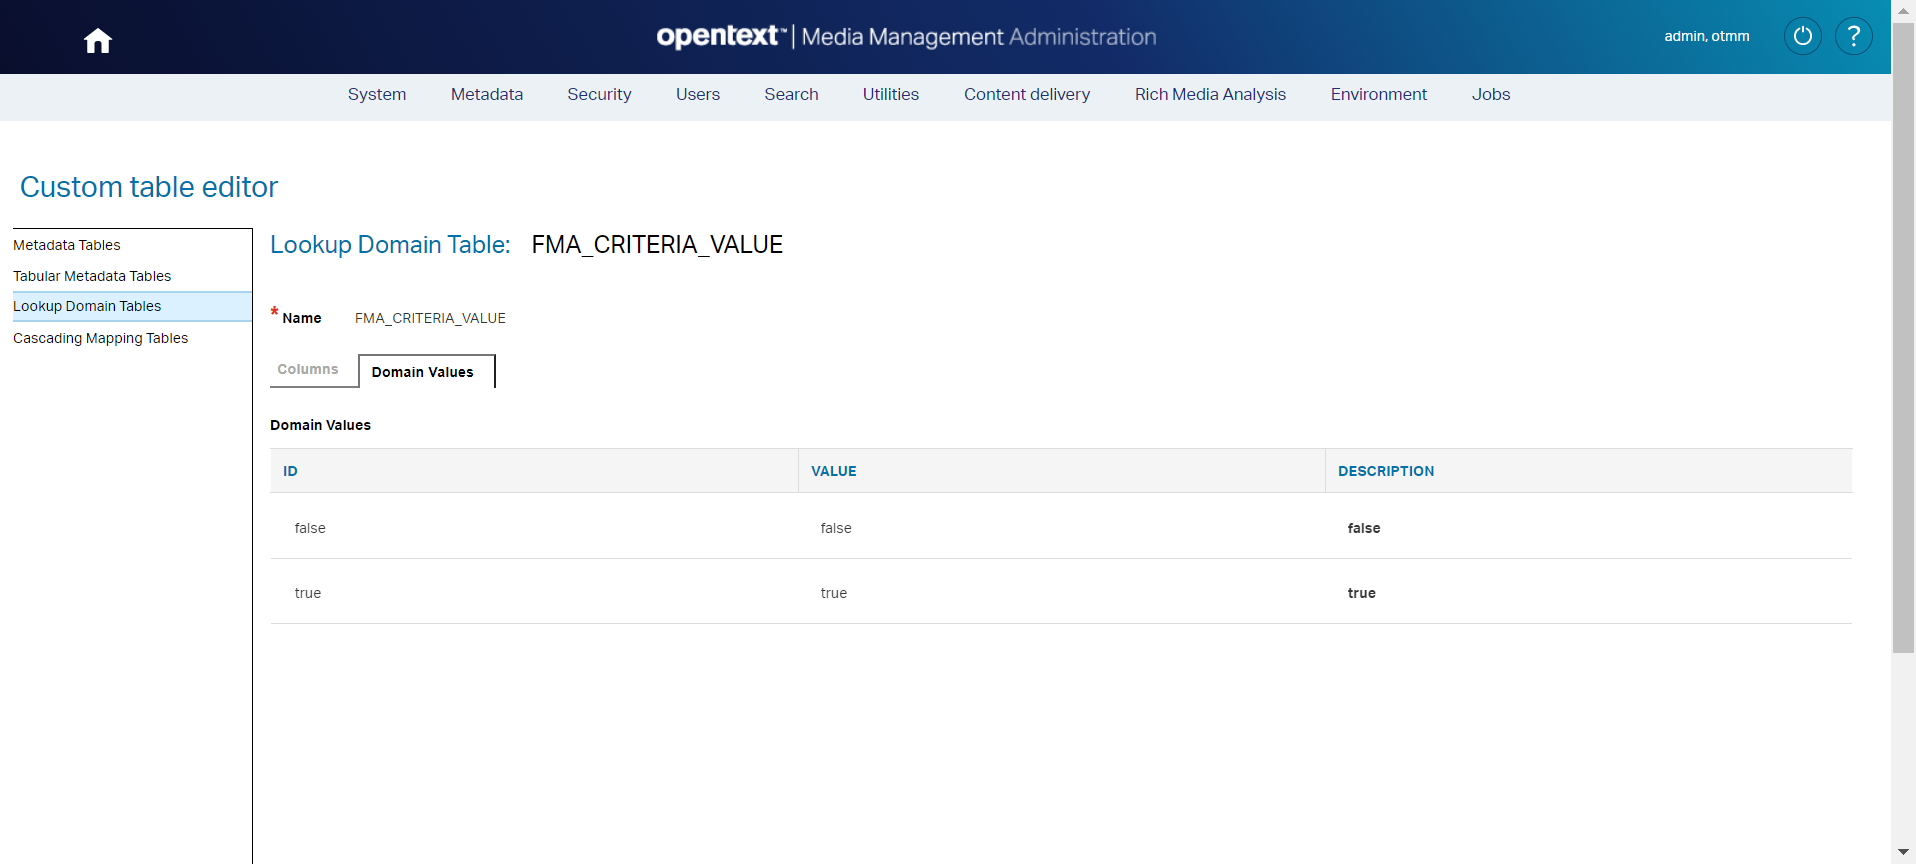 opentext™ | Media Management Administration
admin, otmm
?
System Metadata Security Users Search Utilities Content delivery Rich Media Analysis Environment Jobs
Custom table editor
Metadata Tables
Tabular Metadata Tables
Lookup Domain Tables
Cascading Mapping Tables
Lookup Domain Table: FMA_CRITERIA_VALUE
* Name FMA_CRITERIA_VALUE
Columns Domain Values
Domain Values
ID VALUE DESCRIPTION
false false false
true true true